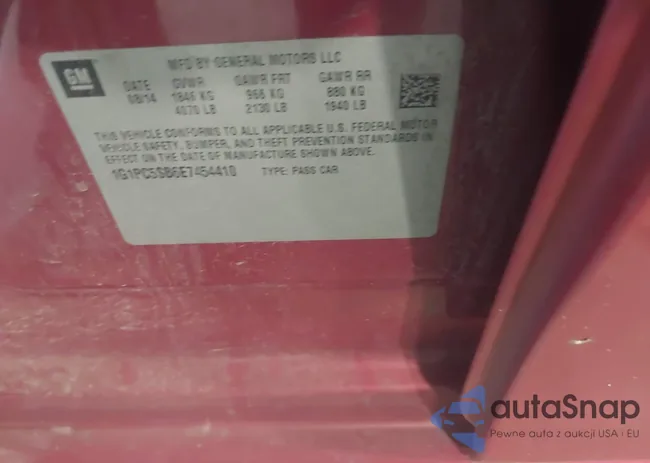 GM
MFD BY GENERAL MOTORS LLC
DATE GVWR GAWR FRT GAWR RR
08/14 1846 KG 966 KG 880 KG
4070 LB 2130 LB 1940 LB
THIS VEHICLE CONFORMS TO ALL APPLICABLE U.S. FEDERAL MOTOR
VEHICLE SAFETY, BUMPER, AND THEFT PREVENTION STANDARDS IN
EFFECT ON THE DATE OF MANUFACTURE SHOWN ABOVE.
1G1PC5SB6E7454410 TYPE: PASS CAR
autaSnap
Pewne auta z aukcji USA i EU